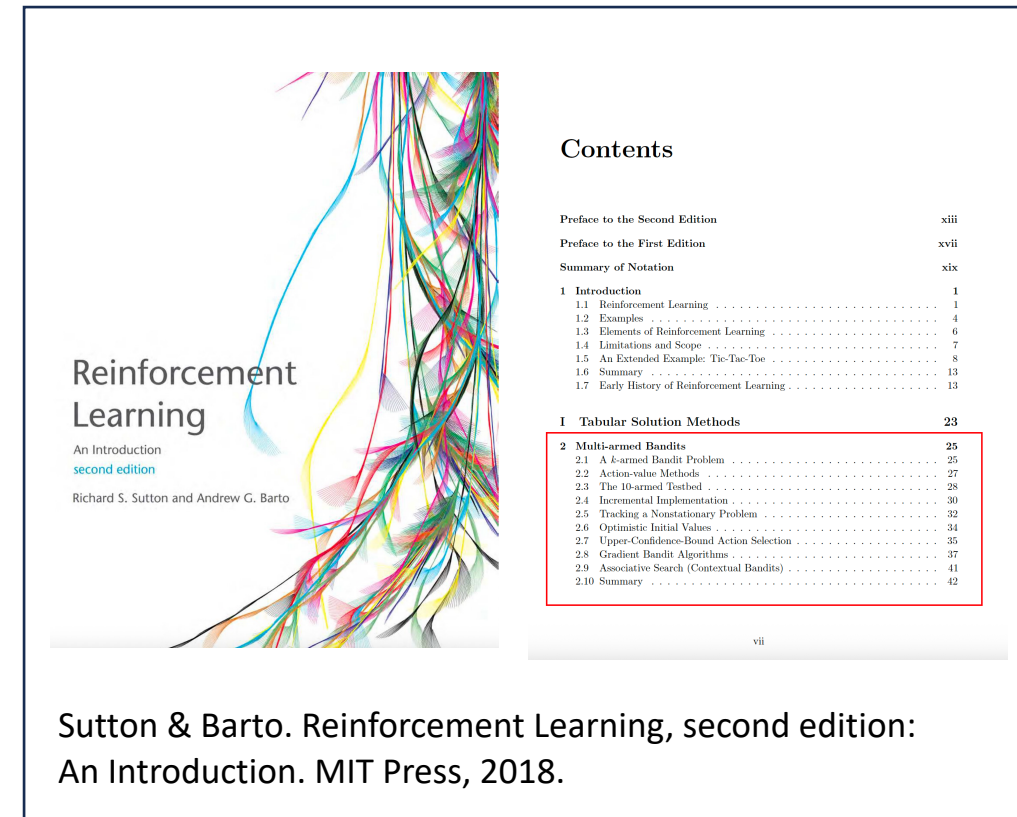 Reinforcement
Learning
An Introduction
second edition
Richard S. Sutton and Andrew G. Barto
Contents
Preface to the Second Edition xiii
Preface to the First Edition xvii
Summary of Notation xix
1 Introduction 1
1.1 Reinforcement Learning . . . . . . . . . . . . . . . . . . . . . . . . . . 1
1.2 Examples . . . . . . . . . . . . . . . . . . . . . . . . . . . . . . . . . . 4
1.3 Elements of Reinforcement Learning . . . . . . . . . . . . . . . . . . . 6
1.4 Limitations and Scope . . . . . . . . . . . . . . . . . . . . . . . . . . . 7
1.5 An Extended Example: Tic-Tac-Toe . . . . . . . . . . . . . . . . . . . 8
1.6 Summary . . . . . . . . . . . . . . . . . . . . . . . . . . . . . . . . . . 13
1.7 Early History of Reinforcement Learning . . . . . . . . . . . . . . . . . 13
I Tabular Solution Methods 23
2 Multi-armed Bandits 25
2.1 A k-armed Bandit Problem . . . . . . . . . . . . . . . . . . . . . . . . 25
2.2 Action-value Methods . . . . . . . . . . . . . . . . . . . . . . . . . . . 27
2.3 The 10-armed Testbed . . . . . . . . . . . . . . . . . . . . . . . . . . . 28
2.4 Incremental Implementation . . . . . . . . . . . . . . . . . . . . . . . . 30
2.5 Tracking a Nonstationary Problem . . . . . . . . . . . . . . . . . . . . 32
2.6 Optimistic Initial Values . . . . . . . . . . . . . . . . . . . . . . . . . . 34
2.7 Upper-Confidence-Bound Action Selection . . . . . . . . . . . . . . . . 35
2.8 Gradient Bandit Algorithms . . . . . . . . . . . . . . . . . . . . . . . . 37
2.9 Associative Search (Contextual Bandits) . . . . . . . . . . . . . . . . . 41
2.10 Summary . . . . . . . . . . . . . . . . . . . . . . . . . . . . . . . . . . 42
vii
Sutton & Barto. Reinforcement Learning, second edition:
An Introduction. MIT Press, 2018.